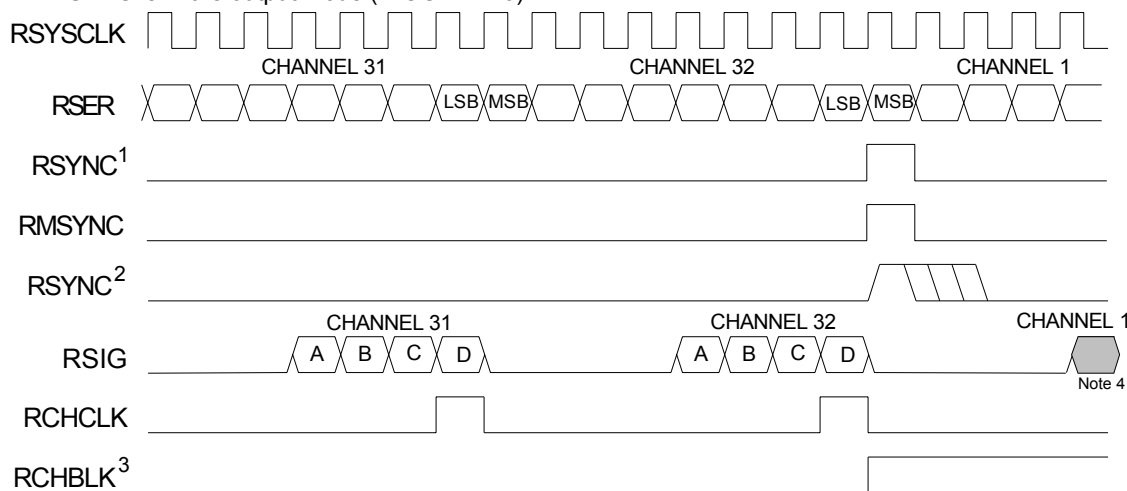 RSYSCLK
CHANNEL 31 CHANNEL 32 CHANNEL 1
RSER LSB MSB LSB MSB
RSYNC1
RMSYNC
RSYNC2
CHANNEL 31 CHANNEL 32 CHANNEL 1
RSIG A B C D A B C D
Note 4
RCHCLK
RCHBLK3